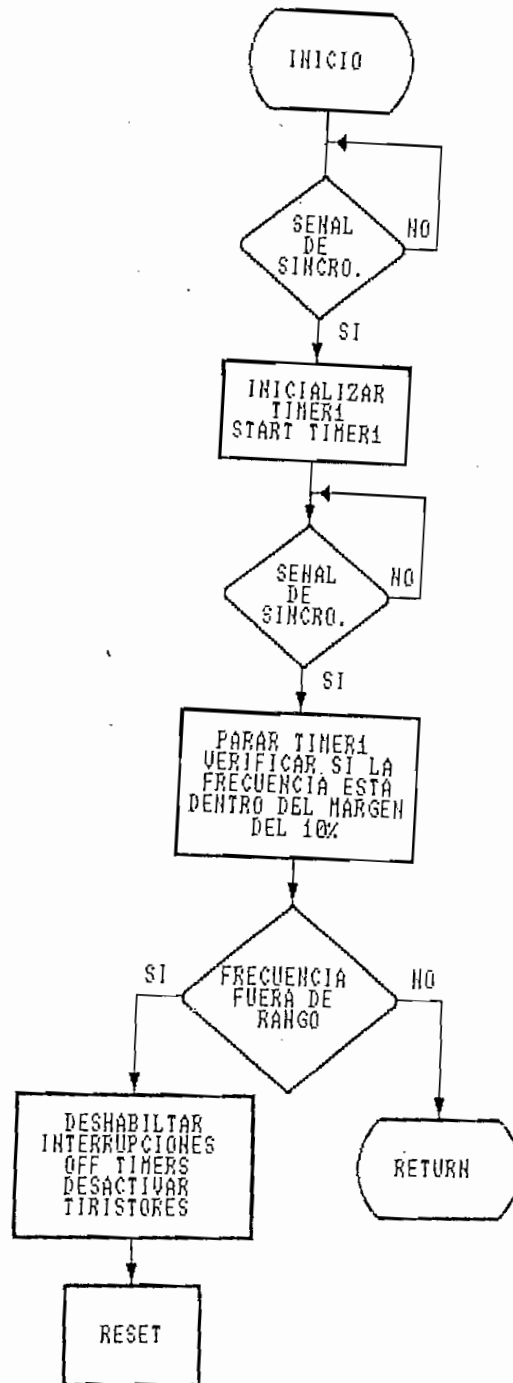 INICIO
SENAL
DE
SINCRO.
NO
SI
INICIALIZAR
TIMER1
START TIMER1
SENAL
DE
SINCRO.
NO
SI
PARAR TIMER1
VERIFICAR SI LA
FRECUENCIA ESTA
DENTRO DEL MARGEN
DEL 10%
SI
FRECUENCIA
FUERA DE
RANGO
NO
DESHABILTAR
INTERRUPCIONES
OFF TIMERS
DESACTIVAR
TIRISTORES
RETURN
RESET